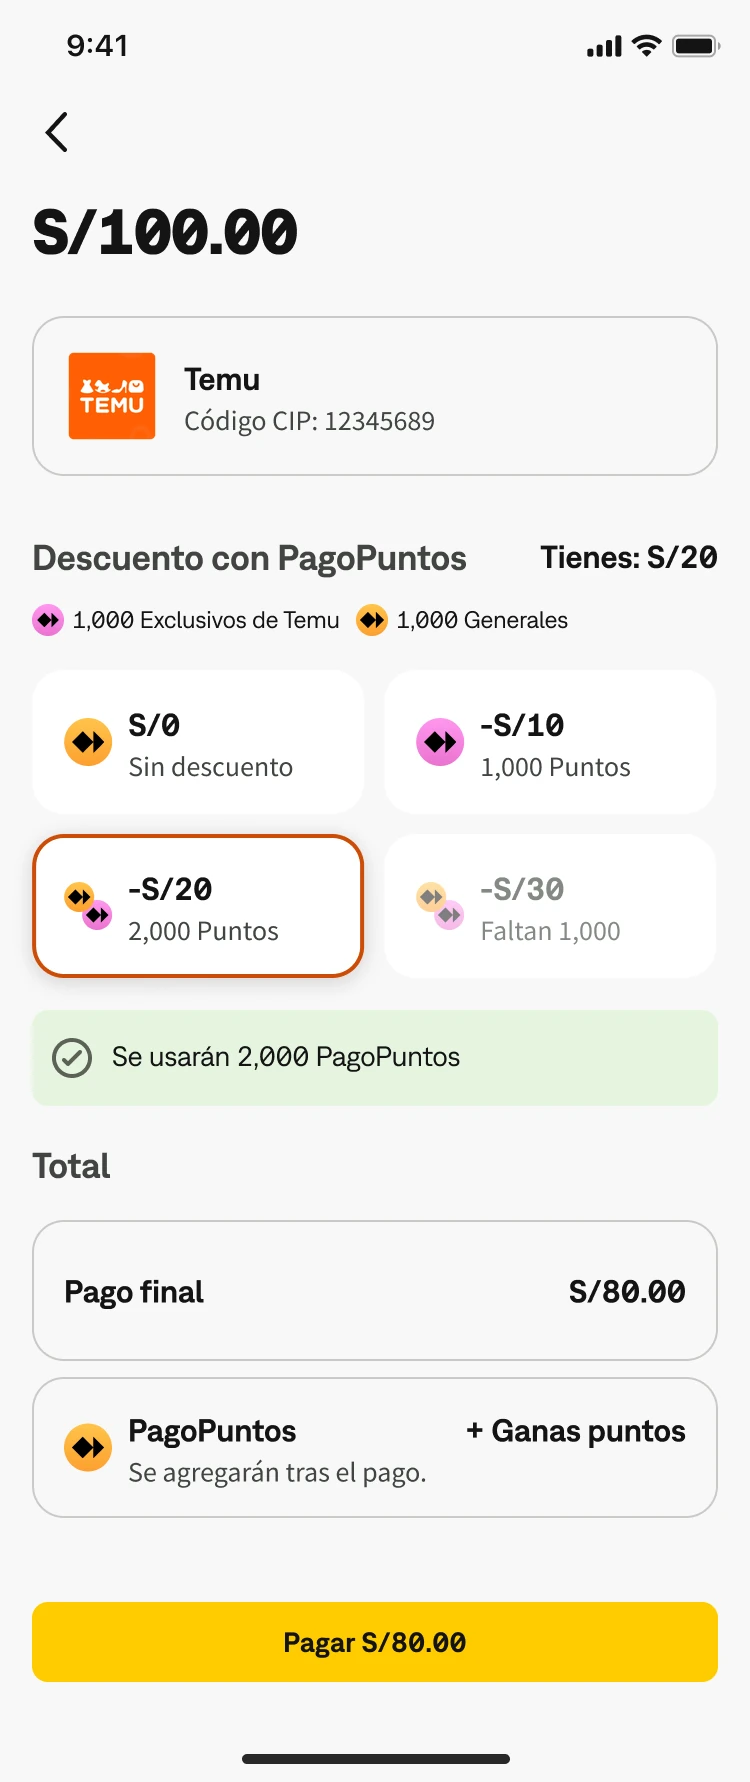 9:41
S/100.00
TEMU
Temu
Código CIP: 12345689
Descuento con PagoPuntos Tienes: S/20
1,000 Exclusivos de Temu 1,000 Generales
S/0
Sin descuento
-S/10
1,000 Puntos
-S/20
2,000 Puntos
-S/30
Faltan 1,000
Se usarán 2,000 PagoPuntos
Total
Pago final S/80.00
PagoPuntos + Ganas puntos
Se agregarán tras el pago.
Pagar S/80.00